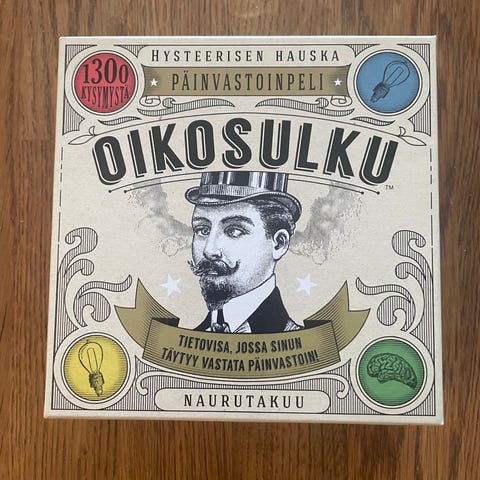 HYSTEERISEN HAUSKA
1300
KYSYMYSTÄ
PÄINVASTOINPELI
OIKOSULKU
TM
TIETOVISA, JOSSA SINUN
TÄYTYY VASTATA PÄINVASTOIN!
NAURUTAKUU